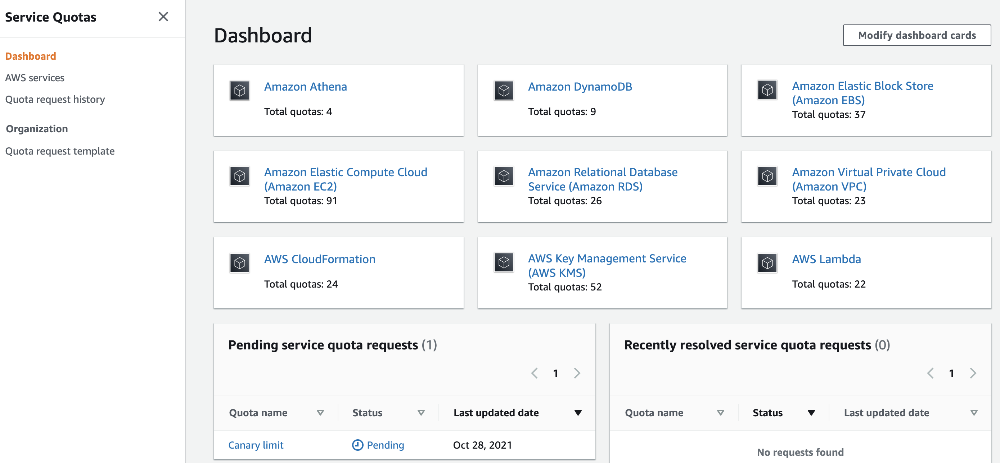 Service Quotas
Dashboard
AWS services
Quota request history
Organization
Quota request template
Dashboard
Modify dashboard cards
Amazon Athena
Total quotas: 4
Amazon DynamoDB
Total quotas: 9
Amazon Elastic Block Store
(Amazon EBS)
Total quotas: 37
Amazon Elastic Compute Cloud
(Amazon EC2)
Total quotas: 91
Amazon Relational Database
Service (Amazon RDS)
Total quotas: 26
Amazon Virtual Private Cloud
(Amazon VPC)
Total quotas: 23
AWS CloudFormation
Total quotas: 24
AWS Key Management Service
(AWS KMS)
Total quotas: 52
AWS Lambda
Total quotas: 22
Pending service quota requests (1)
1
Quota name Status Last updated date
Canary limit Pending Oct 28, 2021
Recently resolved service quota requests (0)
1
Quota name Status Last updated date
No requests found